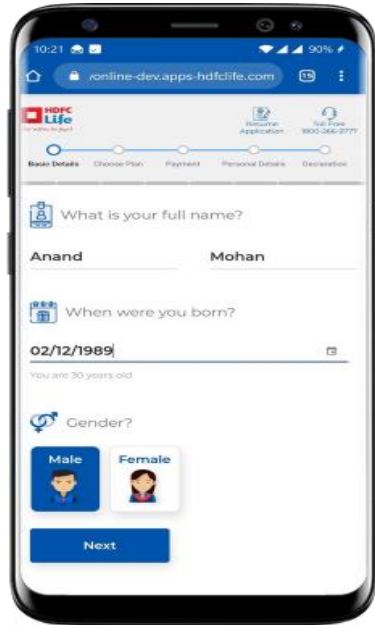 10:21
90%
online-dev.apps-hdfclife.com
15
HDFC
Life
Resume
Application
Toll Free
Basic Details
Choose Plan
Payment
Personal Details
Declaration
What is your full name?
Anand Mohan
When were you born?
02/12/1989
You are 30 years old
Gender?
Male Female
Next